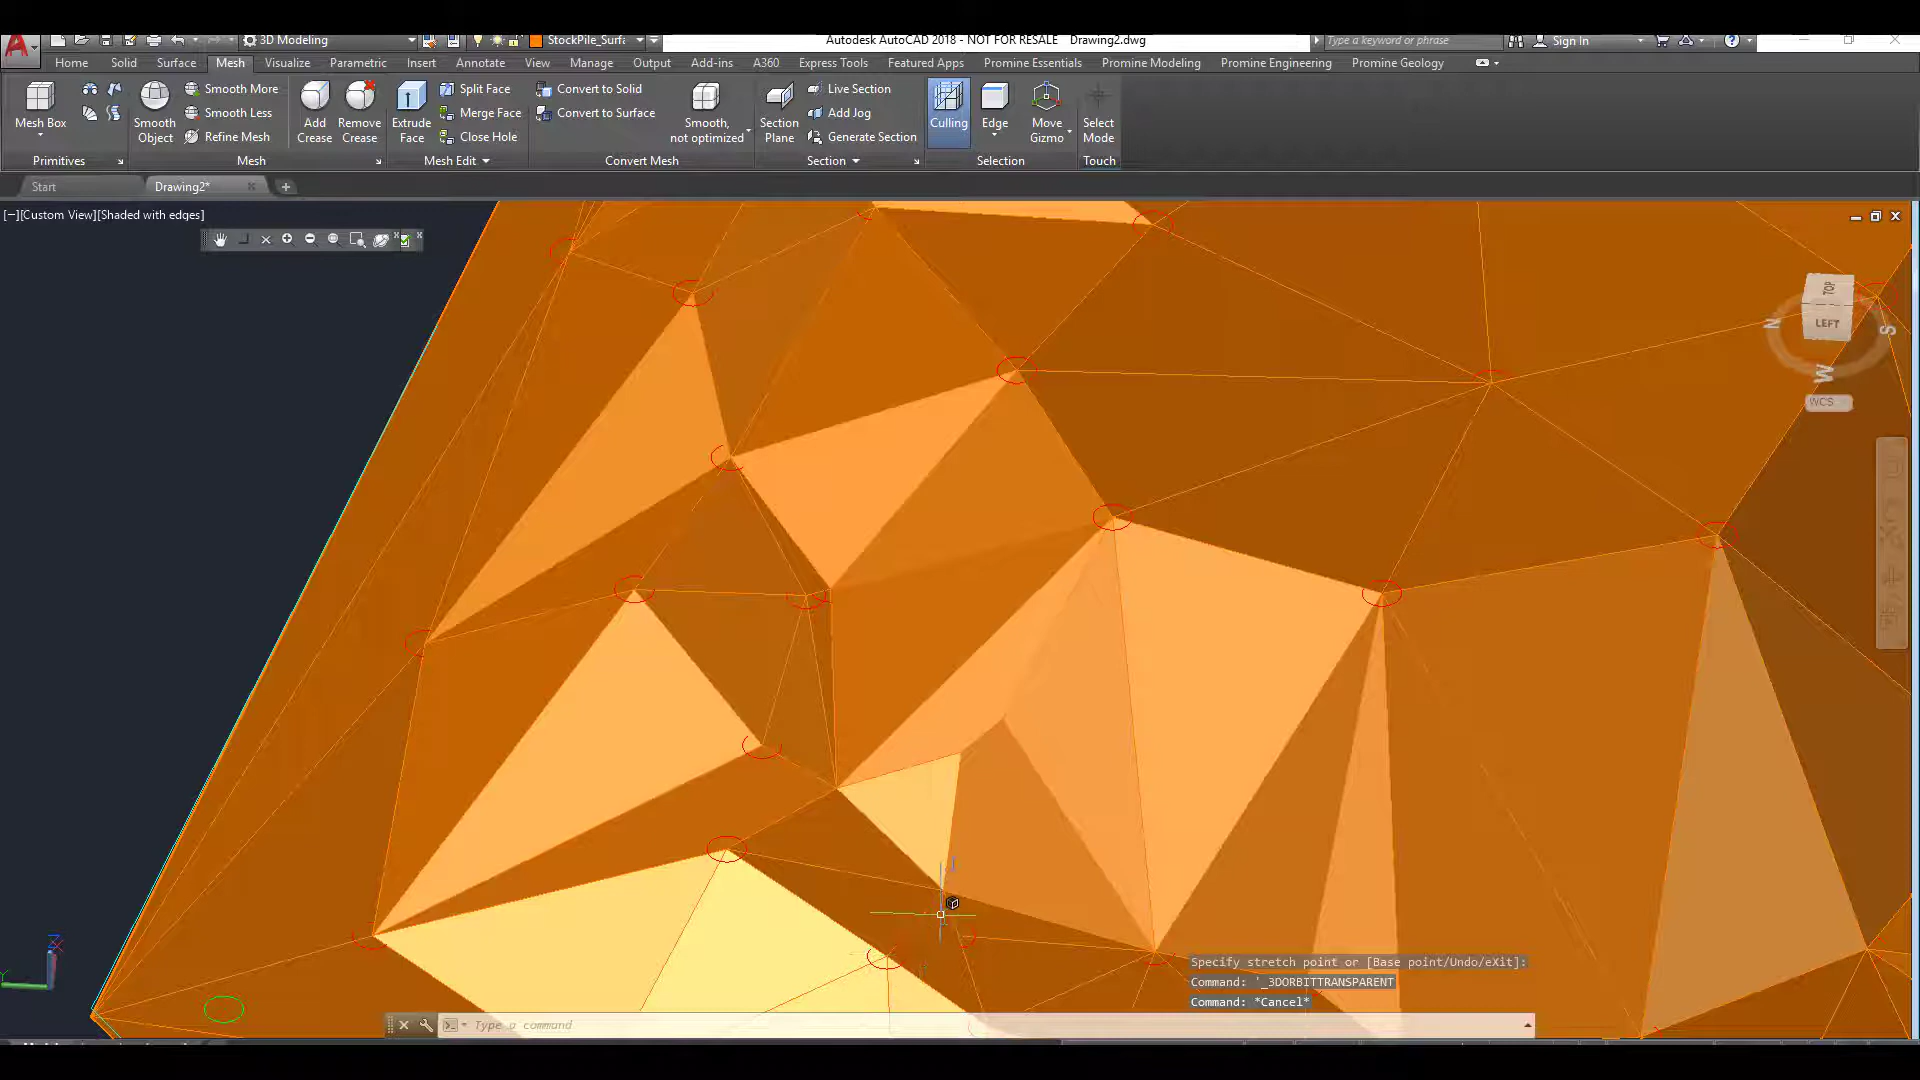 3D Modeling
StockPile_Surfa
Autodesk AutoCAD 2018 - NOT FOR RESALE Drawing2.dwg
Type a keyword or phrase
Sign In
Home Solid Surface Mesh Visualize Parametric Insert Annotate View Manage Output Add-ins A360 Express Tools Featured Apps Promine Essentials Promine Modeling Promine Engineering Promine Geology
Mesh Box
Primitives
Smooth Object
Smooth More
Smooth Less
Refine Mesh
Mesh
Add Crease
Remove Crease
Extrude Face
Split Face
Merge Face
Close Hole
Mesh Edit
Convert to Solid
Convert to Surface
Smooth, not optimized
Convert Mesh
Section Plane
Live Section
Add Jog
Generate Section
Section
Culling
Edge
Move Gizmo
Selection
Select Mode
Touch
Start
Drawing2*
[−][Custom View][Shaded with edges]
TOP
LEFT
N
S
W
WCS
Z
X
Y
Specify stretch point or [Base point/Undo/eXit]:
Command: '_3DORBITTRANSPARENT
Command: *Cancel*
Type a command